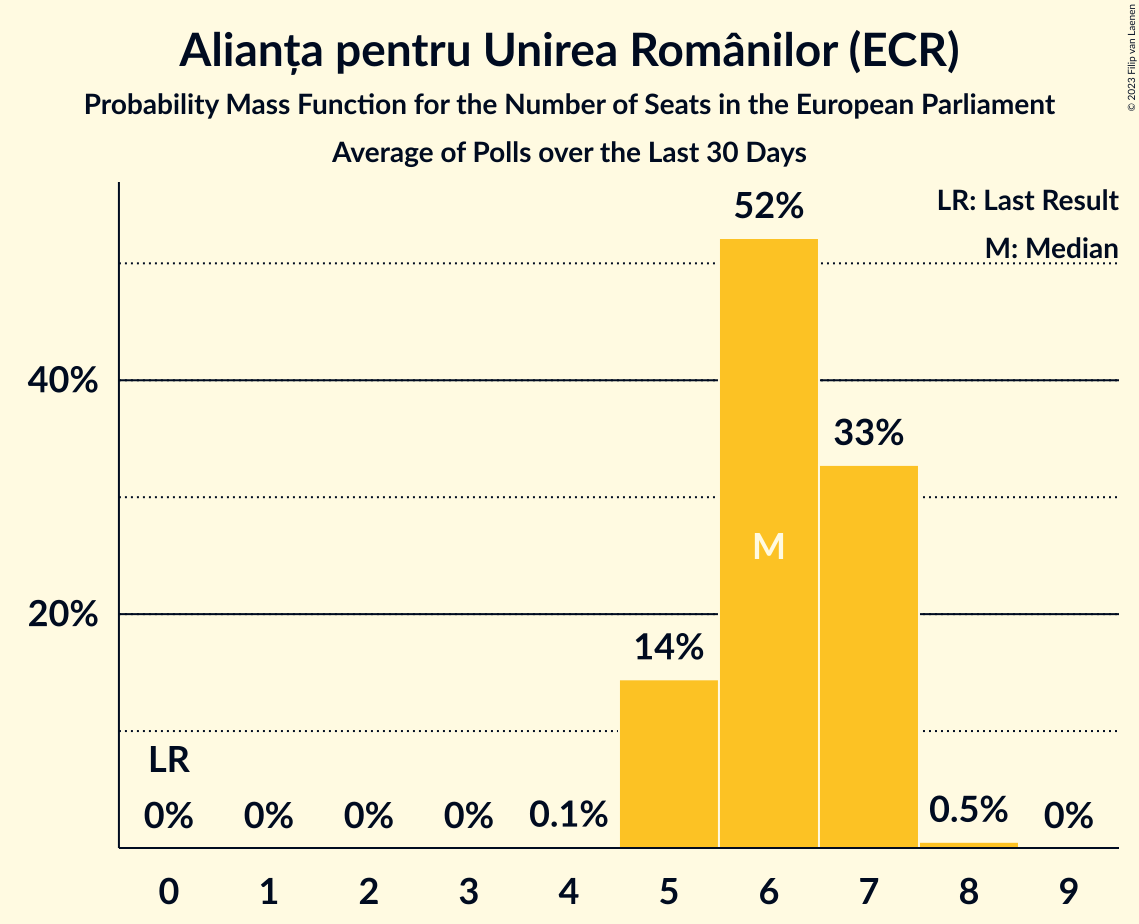 Alianța pentru Unirea Românilor (ECR)
Probability Mass Function for the Number of Seats in the European Parliament
Average of Polls over the Last 30 Days
© 2023 Filip van Laenen
LR: Last Result
M: Median
52%
40%
33%
M
20%
14%
LR
0% 0% 0% 0% 0.1% 0.5% 0%
0 1 2 3 4 5 6 7 8 9